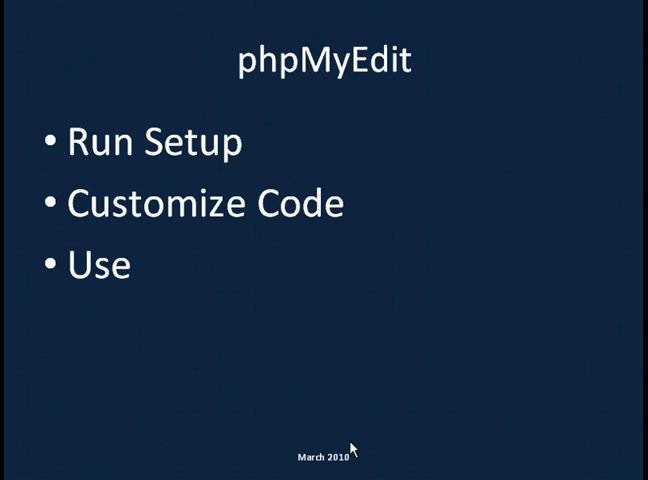 phpMyEdit
• Run Setup
• Customize Code
• Use
March 2010